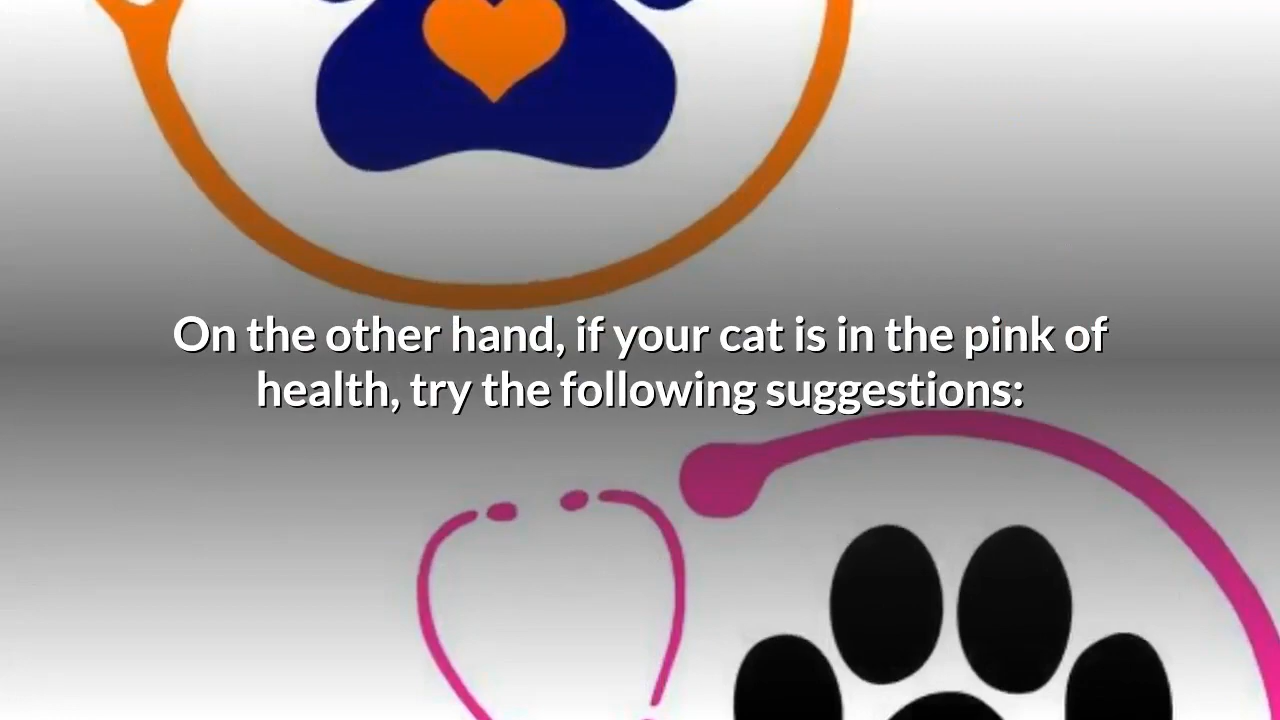 On the other hand, if your cat is in the pink of
health, try the following suggestions: